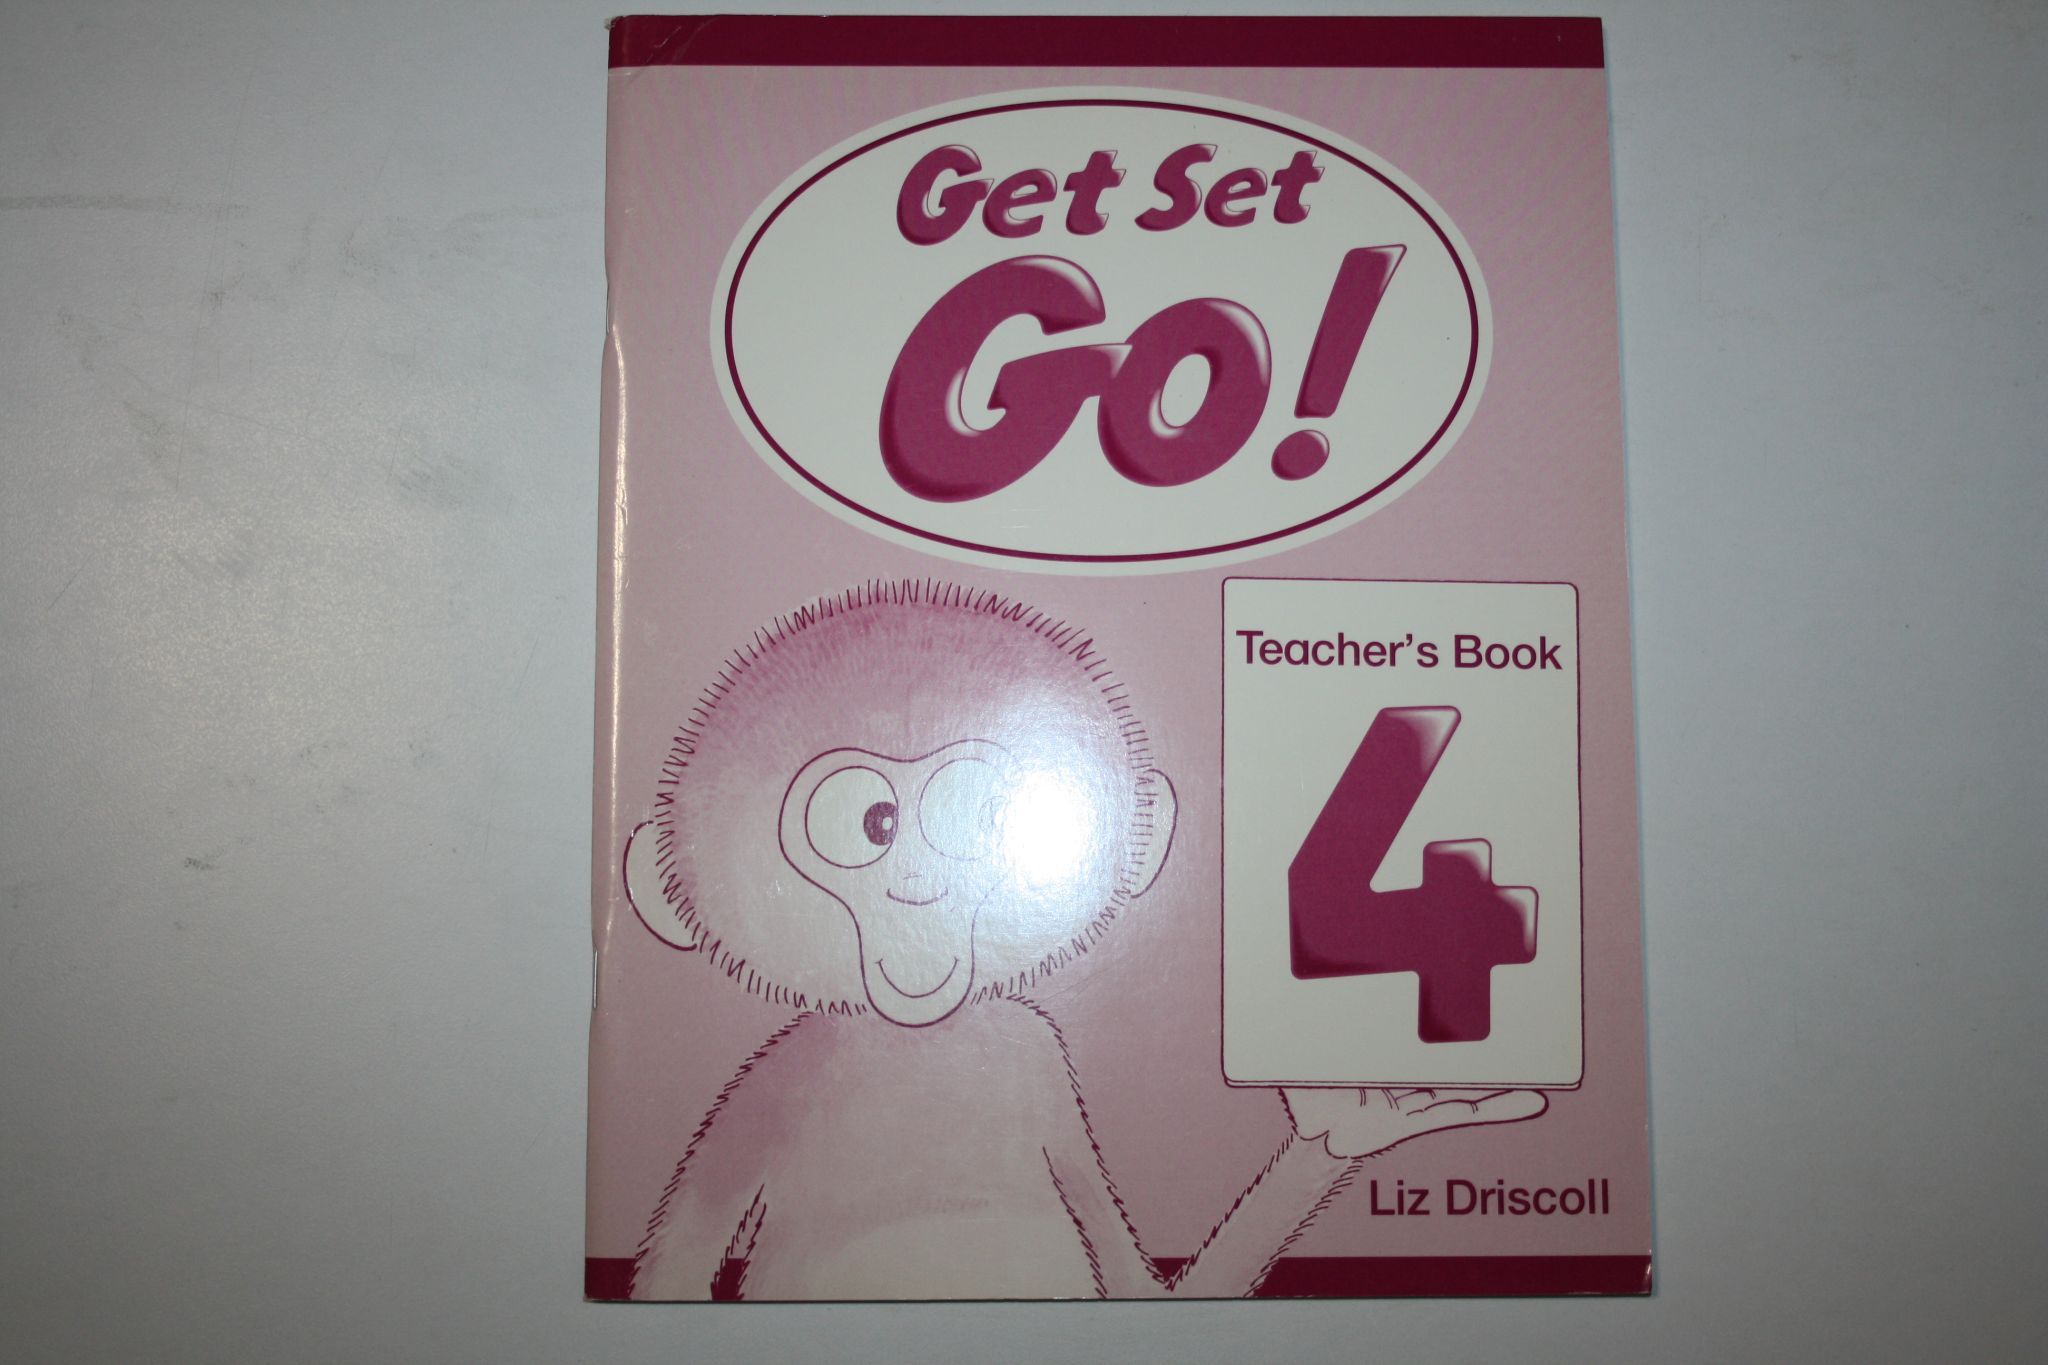 Get Set
Go!
Teacher's Book
4
Liz Driscoll